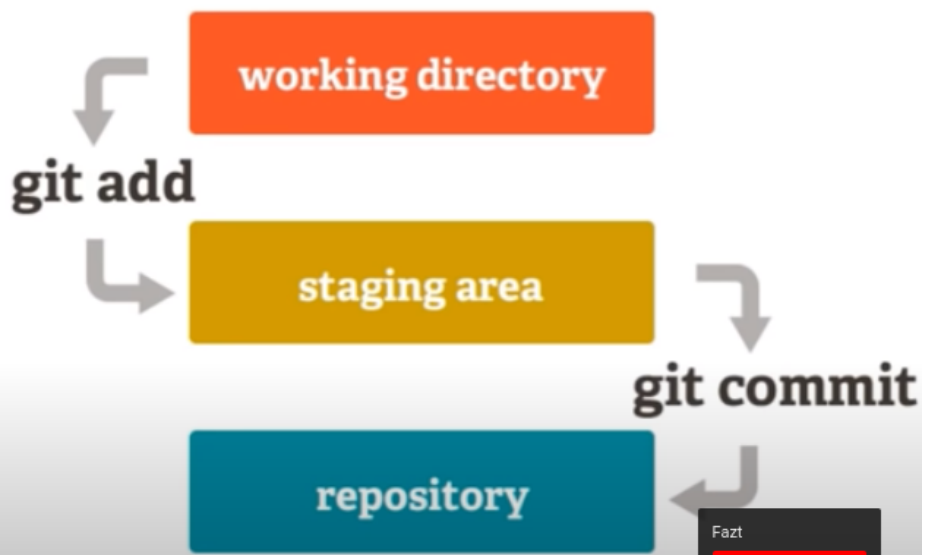 working directory
git add
staging area
git commit
repository
Fazt